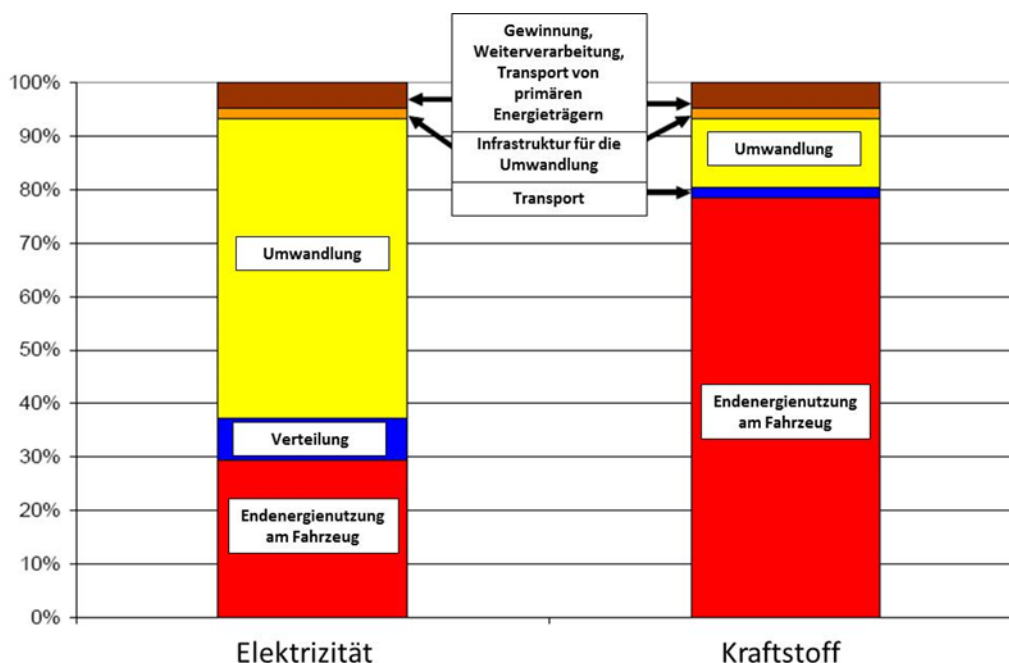 Gewinnung,
Weiterverarbeitung,
Transport von
primären
Energieträgern
Infrastruktur für die
Umwandlung
Transport
100%
90%
80%
70%
60%
50%
40%
30%
20%
10%
0%
Umwandlung
Verteilung
Endenergienutzung
am Fahrzeug
Umwandlung
Endenergienutzung
am Fahrzeug
Elektrizität
Kraftstoff